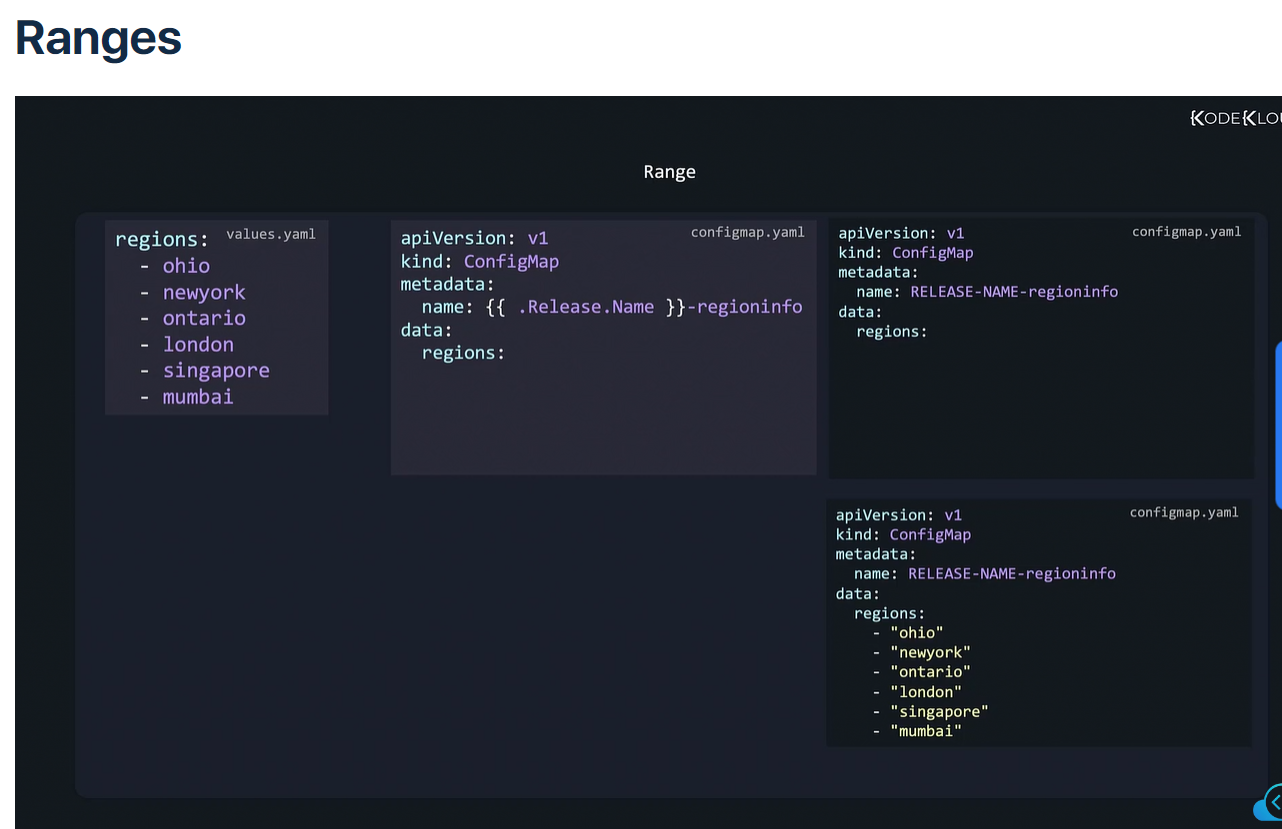 Ranges
KODEKLOU
Range
regions: values.yaml
- ohio
- newyork
- ontario
- london
- singapore
- mumbai
apiVersion: v1 configmap.yaml
kind: ConfigMap
metadata:
name: {{ .Release.Name }}-regioninfo
data:
regions:
apiVersion: v1 configmap.yaml
kind: ConfigMap
metadata:
name: RELEASE-NAME-regioninfo
data:
regions:
apiVersion: v1 configmap.yaml
kind: ConfigMap
metadata:
name: RELEASE-NAME-regioninfo
data:
regions:
- "ohio"
- "newyork"
- "ontario"
- "london"
- "singapore"
- "mumbai"